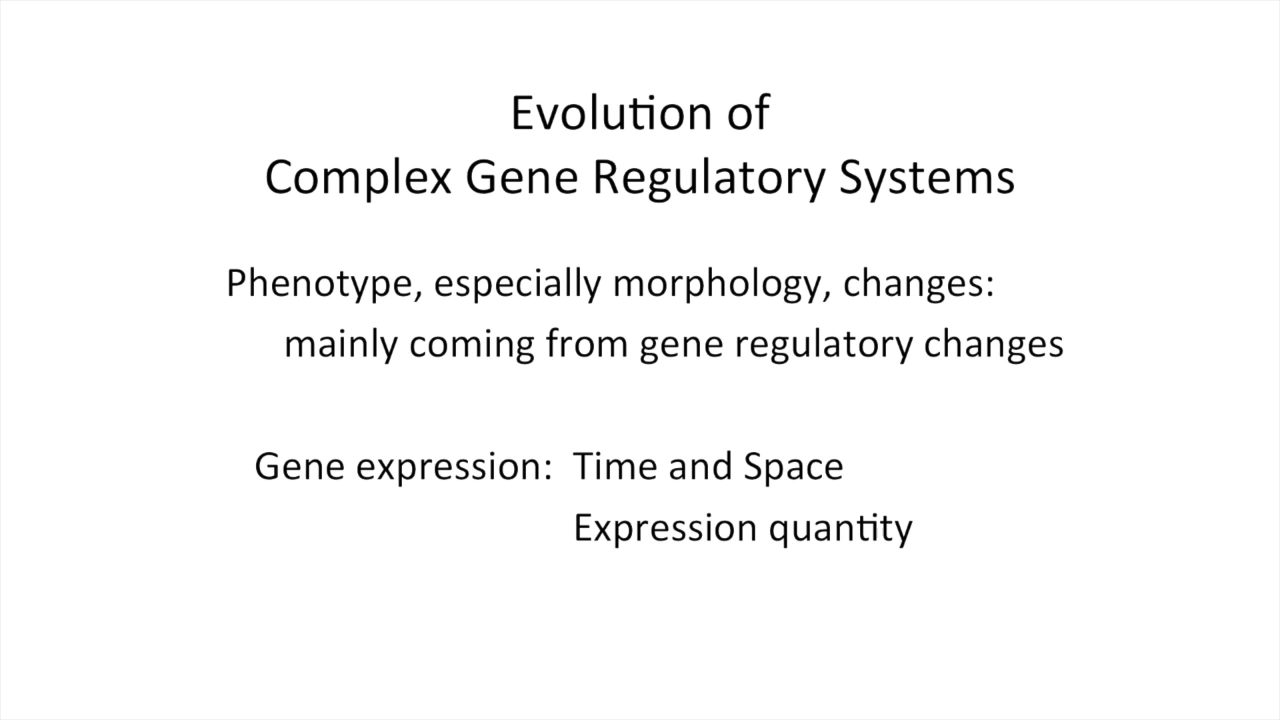 Evolution of
Complex Gene Regulatory Systems
Phenotype, especially morphology, changes:
mainly coming from gene regulatory changes
Gene expression: Time and Space
Expression quantity